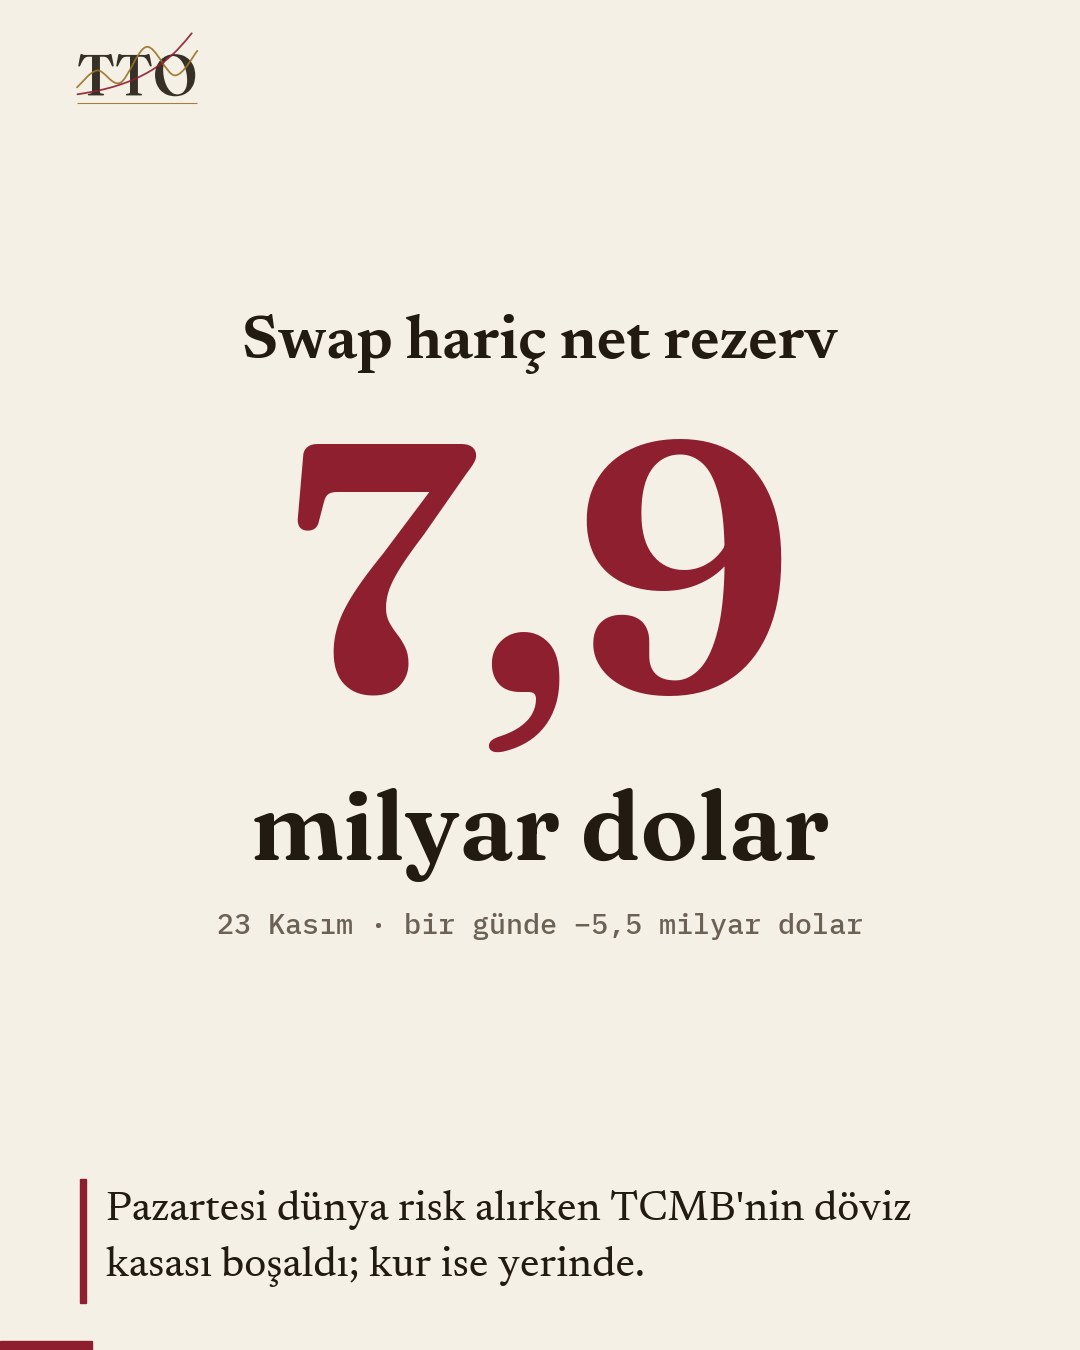 TTO
Swap hariç net rezerv
7,9
milyar dolar
23 Kasım · bir günde −5,5 milyar dolar
Pazartesi dünya risk alırken TCMB'nin döviz
kasası boşaldı; kur ise yerinde.